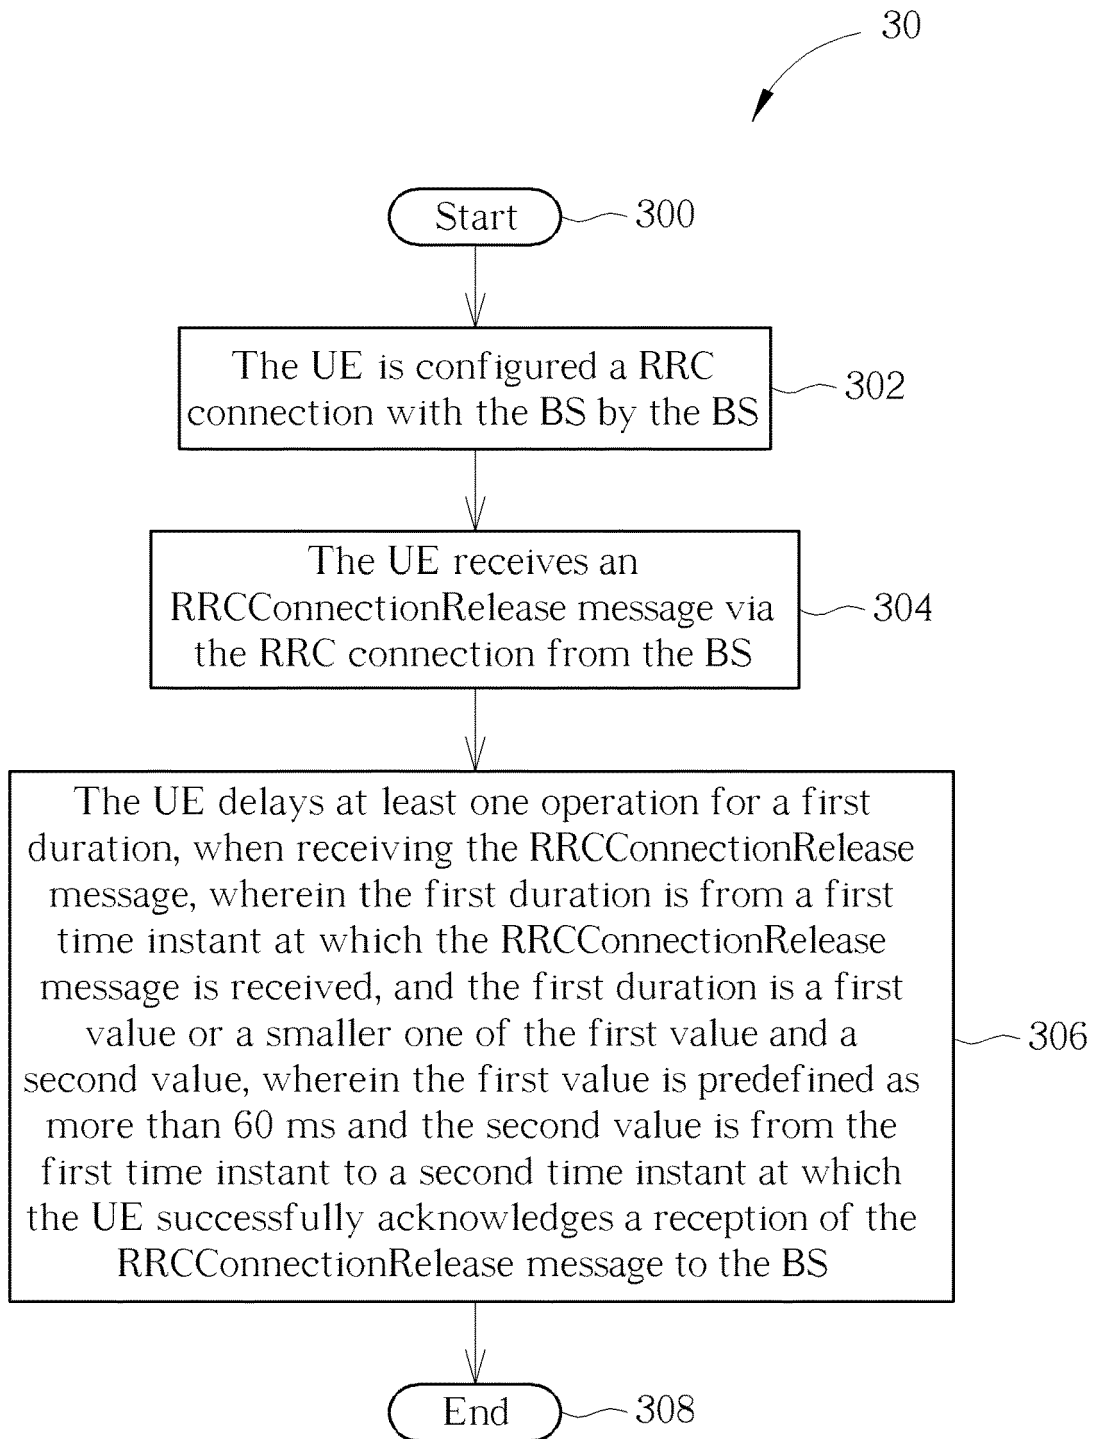 30
Start
300
The UE is configured a RRC
connection with the BS by the BS
302
The UE receives an
RRCConnectionRelease message via
the RRC connection from the BS
304
The UE delays at least one operation for a first
duration, when receiving the RRCConnectionRelease
message, wherein the first duration is from a first
time instant at which the RRCConnectionRelease
message is received, and the first duration is a first
value or a smaller one of the first value and a
second value, wherein the first value is predefined as
more than 60 ms and the second value is from the
first time instant to a second time instant at which
the UE successfully acknowledges a reception of the
RRCConnectionRelease message to the BS
306
End
308